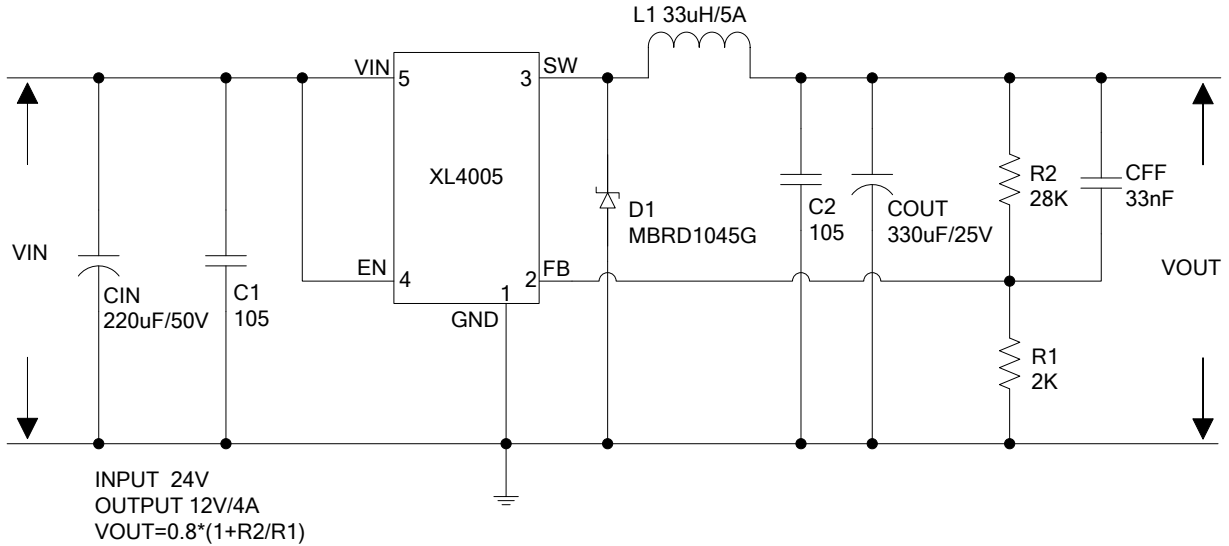 L1 33uH/5A
VIN
5
3
SW
XL4005
EN
4
2
FB
1
GND
VIN
CIN
220uF/50V
C1
105
D1
MBRD1045G
C2
105
COUT
330uF/25V
R2
28K
CFF
33nF
VOUT
R1
2K
INPUT 24V
OUTPUT 12V/4A
VOUT=0.8*(1+R2/R1)